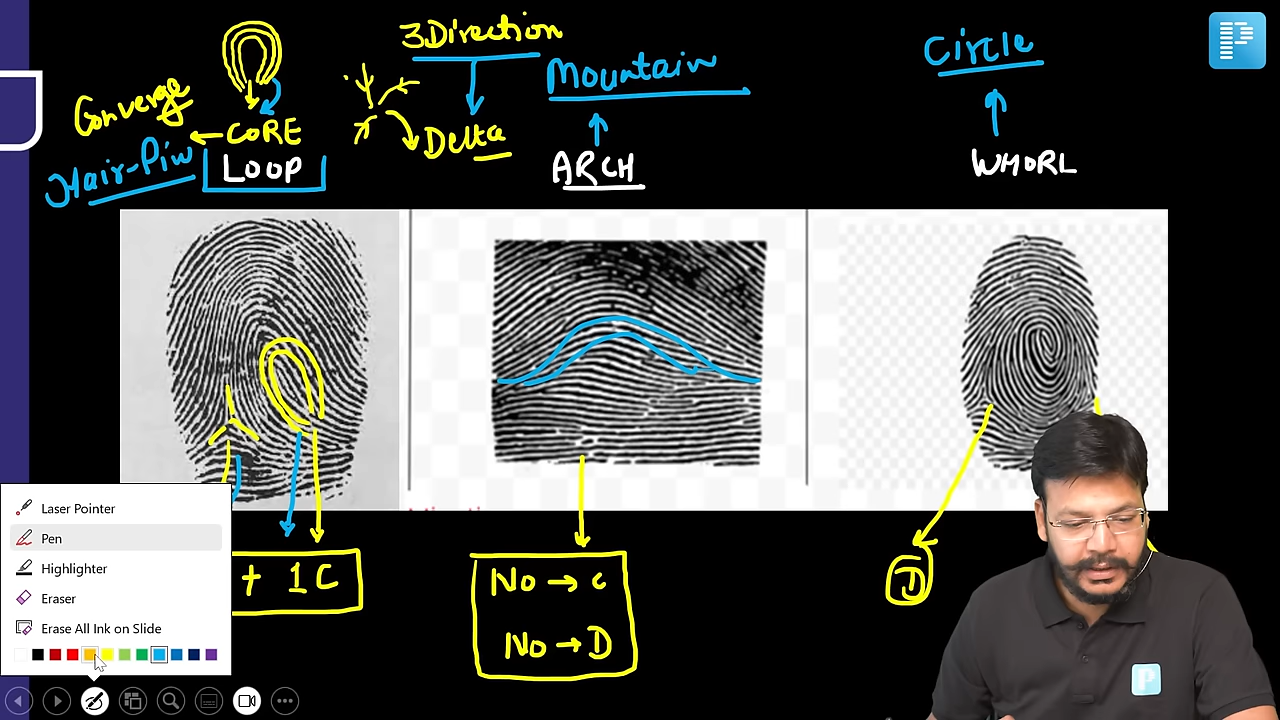 3Direction
Mountain
Circle
Converge
CORE
Delta
Hair-Pin
LOOP
ARCH
WHORL
Laser Pointer
Pen
Highlighter
Eraser
Erase All Ink on Slide
+ 1C
No → C
No → D
D